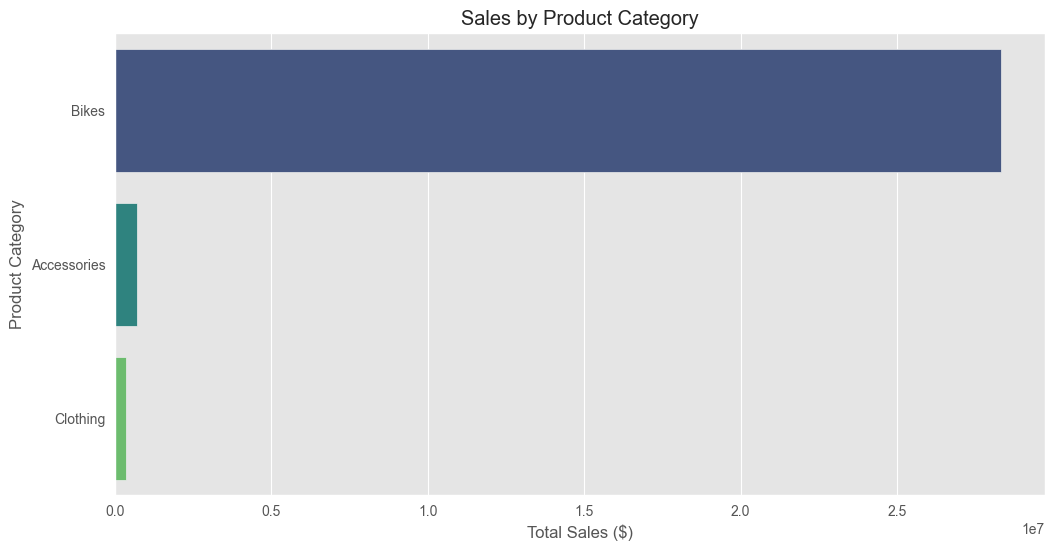 Sales by Product Category
Product Category
Bikes
Accessories
Clothing
0.0 0.5 1.0 1.5 2.0 2.5
1e7
Total Sales ($)